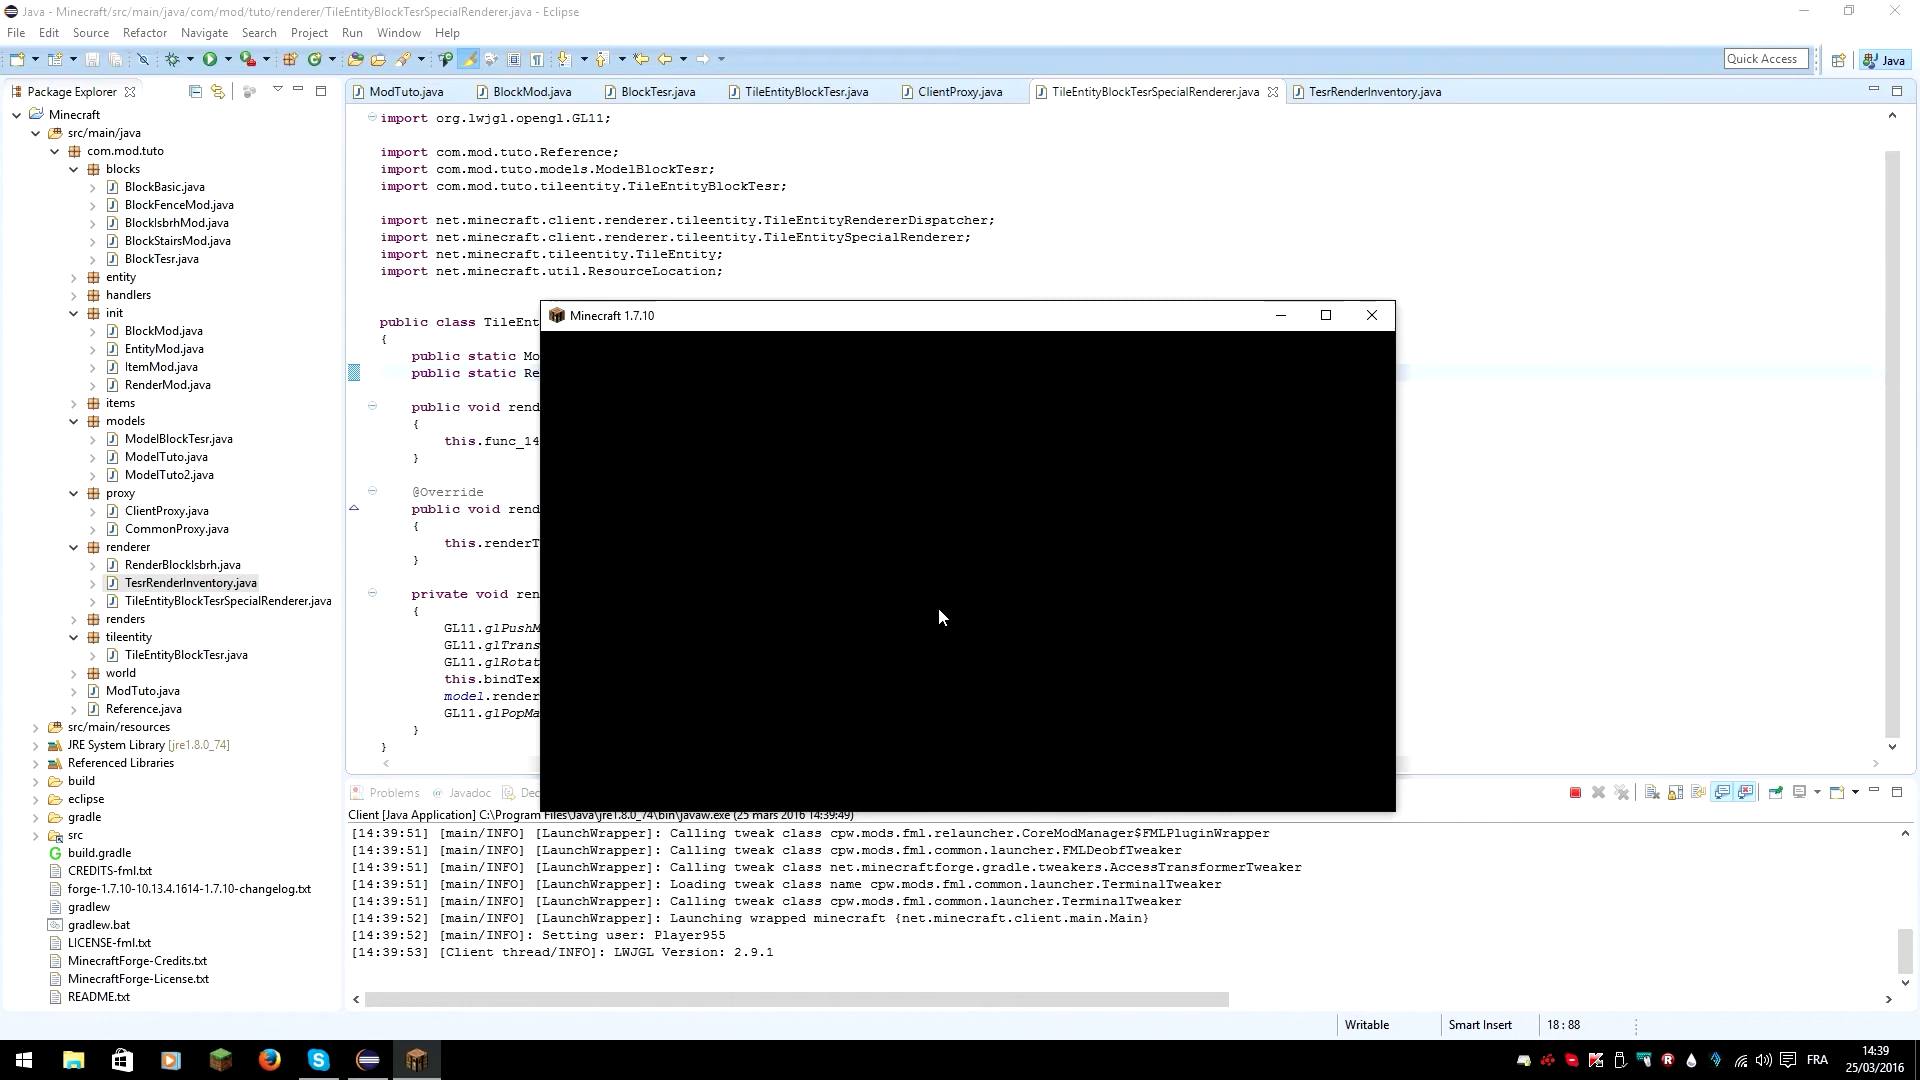 Java - Minecraft/src/main/java/com/mod/tuto/renderer/TileEntityBlockTesrSpecialRenderer.java - Eclipse
File Edit Source Refactor Navigate Search Project Run Window Help
Quick Access
Java
Package Explorer
ModTuto.java BlockMod.java BlockTesr.java TileEntityBlockTesr.java ClientProxy.java TileEntityBlockTesrSpecialRenderer.java TesrRenderInventory.java
Minecraft
src/main/java
com.mod.tuto
blocks
BlockBasic.java
BlockFenceMod.java
BlockIsbrhMod.java
BlockStairsMod.java
BlockTesr.java
entity
handlers
init
BlockMod.java
EntityMod.java
ItemMod.java
RenderMod.java
items
models
ModelBlockTesr.java
ModelTuto.java
ModelTuto2.java
proxy
ClientProxy.java
CommonProxy.java
renderer
RenderBlockIsbrh.java
TesrRenderInventory.java
TileEntityBlockTesrSpecialRenderer.java
renders
tileentity
TileEntityBlockTesr.java
world
ModTuto.java
Reference.java
src/main/resources
JRE System Library [jre1.8.0_74]
Referenced Libraries
build
eclipse
gradle
src
build.gradle
CREDITS-fml.txt
forge-1.7.10-10.13.4.1614-1.7.10-changelog.txt
gradlew
gradlew.bat
LICENSE-fml.txt
MinecraftForge-Credits.txt
MinecraftForge-License.txt
README.txt
import org.lwjgl.opengl.GL11;
import com.mod.tuto.Reference;
import com.mod.tuto.models.ModelBlockTesr;
import com.mod.tuto.tileentity.TileEntityBlockTesr;
import net.minecraft.client.renderer.tileentity.TileEntityRendererDispatcher;
import net.minecraft.client.renderer.tileentity.TileEntitySpecialRenderer;
import net.minecraft.tileentity.TileEntity;
import net.minecraft.util.ResourceLocation;
public class TileEnt
{
public static Mo
public static Re
public void rend
{
this.func_14
}
@Override
public void rend
{
this.renderT
}
private void ren
{
GL11.glPushM
GL11.glTrans
GL11.glRotat
this.bindTex
model.render
GL11.glPopMa
}
}
Minecraft 1.7.10
Problems Javadoc Dec
Client [Java Application] C:\Program Files\Java\jre1.8.0_74\bin\javaw.exe (25 mars 2016 14:39:49)
[14:39:51] [main/INFO] [LaunchWrapper]: Calling tweak class cpw.mods.fml.relauncher.CoreModManager$FMLPluginWrapper
[14:39:51] [main/INFO] [LaunchWrapper]: Calling tweak class cpw.mods.fml.common.launcher.FMLDeobfTweaker
[14:39:51] [main/INFO] [LaunchWrapper]: Calling tweak class net.minecraftforge.gradle.tweakers.AccessTransformerTweaker
[14:39:51] [main/INFO] [LaunchWrapper]: Loading tweak class name cpw.mods.fml.common.launcher.TerminalTweaker
[14:39:51] [main/INFO] [LaunchWrapper]: Calling tweak class cpw.mods.fml.common.launcher.TerminalTweaker
[14:39:52] [main/INFO] [LaunchWrapper]: Launching wrapped minecraft {net.minecraft.client.main.Main}
[14:39:52] [main/INFO]: Setting user: Player955
[14:39:53] [Client thread/INFO]: LWJGL Version: 2.9.1
Writable Smart Insert 18 : 88
FRA
14:39
25/03/2016